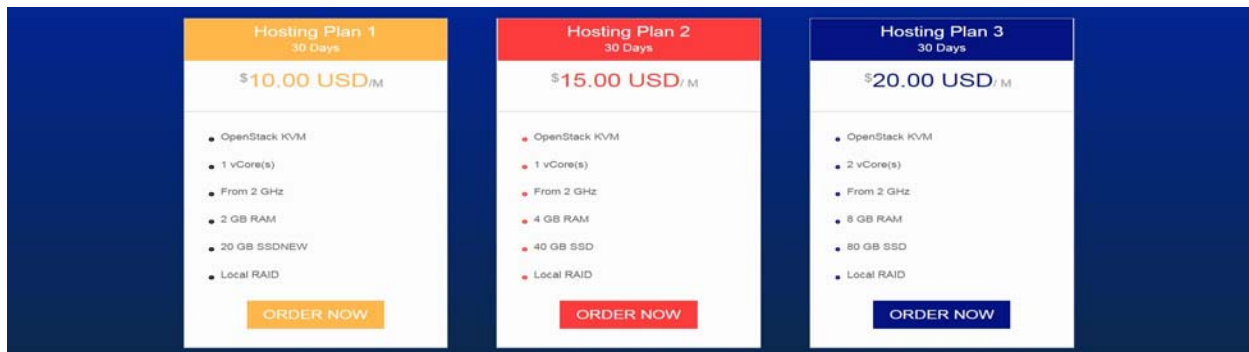 Hosting Plan 1
30 Days
$10.00 USD/M
OpenStack KVM
1 vCore(s)
From 2 GHz
2 GB RAM
20 GB SSDNEW
Local RAID
ORDER NOW
Hosting Plan 2
30 Days
$15.00 USD/ M
OpenStack KVM
1 vCore(s)
From 2 GHz
4 GB RAM
40 GB SSD
Local RAID
ORDER NOW
Hosting Plan 3
30 Days
$20.00 USD/ M
OpenStack KVM
2 vCore(s)
From 2 GHz
8 GB RAM
80 GB SSD
Local RAID
ORDER NOW